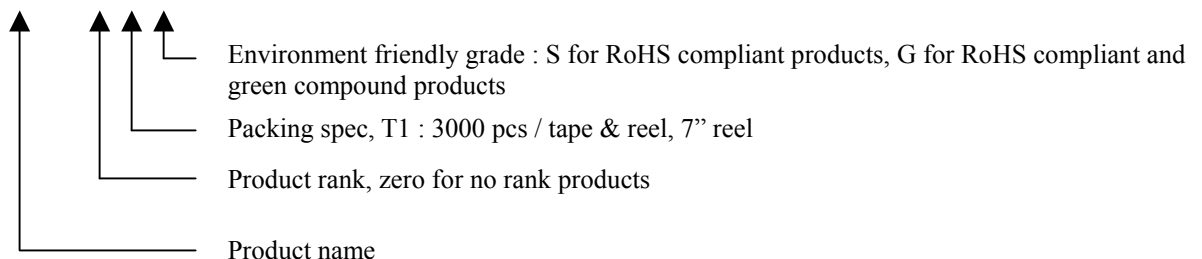 Environment friendly grade : S for RoHS compliant products, G for RoHS compliant and
green compound products
Packing spec, T1 : 3000 pcs / tape & reel, 7” reel
Product rank, zero for no rank products
Product name